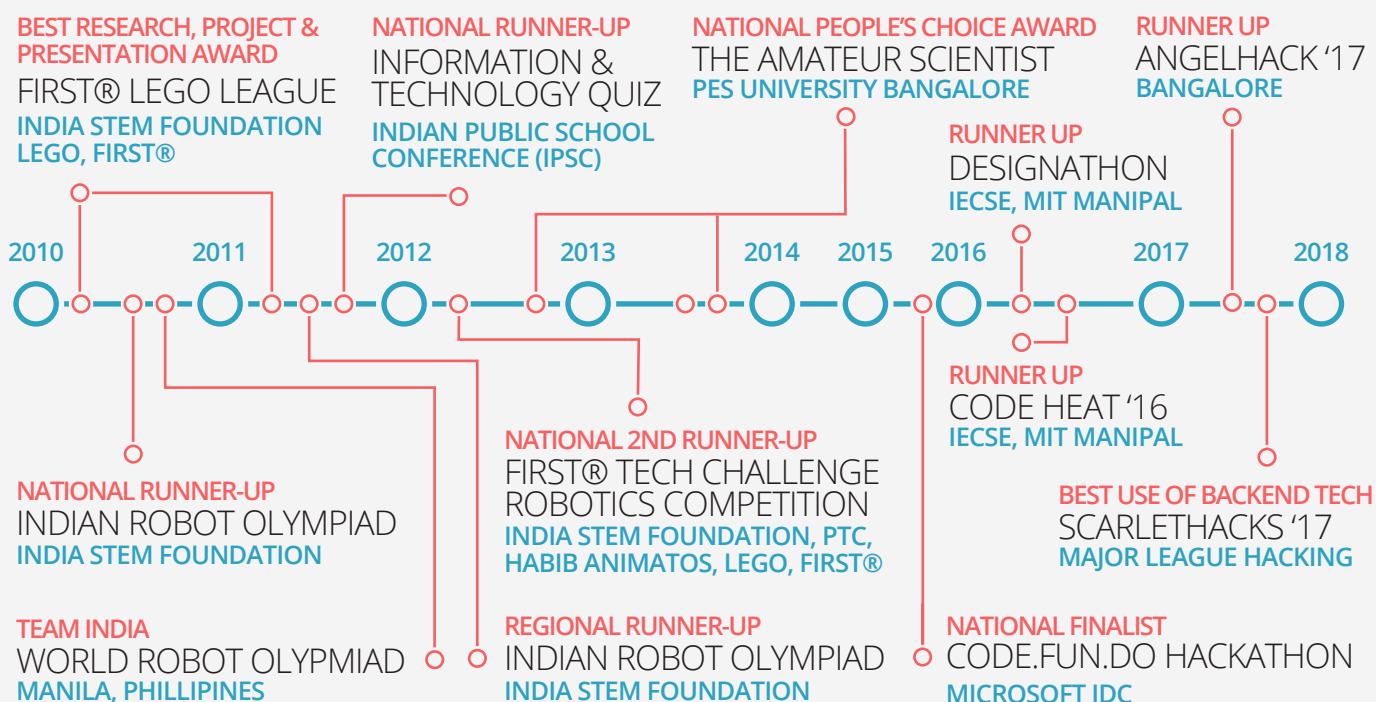 BEST RESEARCH, PROJECT &
PRESENTATION AWARD
FIRST® LEGO LEAGUE
INDIA STEM FOUNDATION
LEGO, FIRST®
NATIONAL RUNNER-UP
INFORMATION &
TECHNOLOGY QUIZ
INDIAN PUBLIC SCHOOL
CONFERENCE (IPSC)
NATIONAL PEOPLE’S CHOICE AWARD
THE AMATEUR SCIENTIST
PES UNIVERSITY BANGALORE
RUNNER UP
ANGELHACK ‘17
BANGALORE
RUNNER UP
DESIGNATHON
IECSE, MIT MANIPAL
2010
2011
2012
2013
2014
2015
2016
2017
2018
RUNNER UP
CODE HEAT ‘16
IECSE, MIT MANIPAL
NATIONAL RUNNER-UP
INDIAN ROBOT OLYMPIAD
INDIA STEM FOUNDATION
NATIONAL 2ND RUNNER-UP
FIRST® TECH CHALLENGE
ROBOTICS COMPETITION
INDIA STEM FOUNDATION, PTC,
HABIB ANIMATOS, LEGO, FIRST®
BEST USE OF BACKEND TECH
SCARLETHACKS ‘17
MAJOR LEAGUE HACKING
TEAM INDIA
WORLD ROBOT OLYPMIAD
MANILA, PHILLIPINES
REGIONAL RUNNER-UP
INDIAN ROBOT OLYMPIAD
INDIA STEM FOUNDATION
NATIONAL FINALIST
CODE.FUN.DO HACKATHON
MICROSOFT IDC